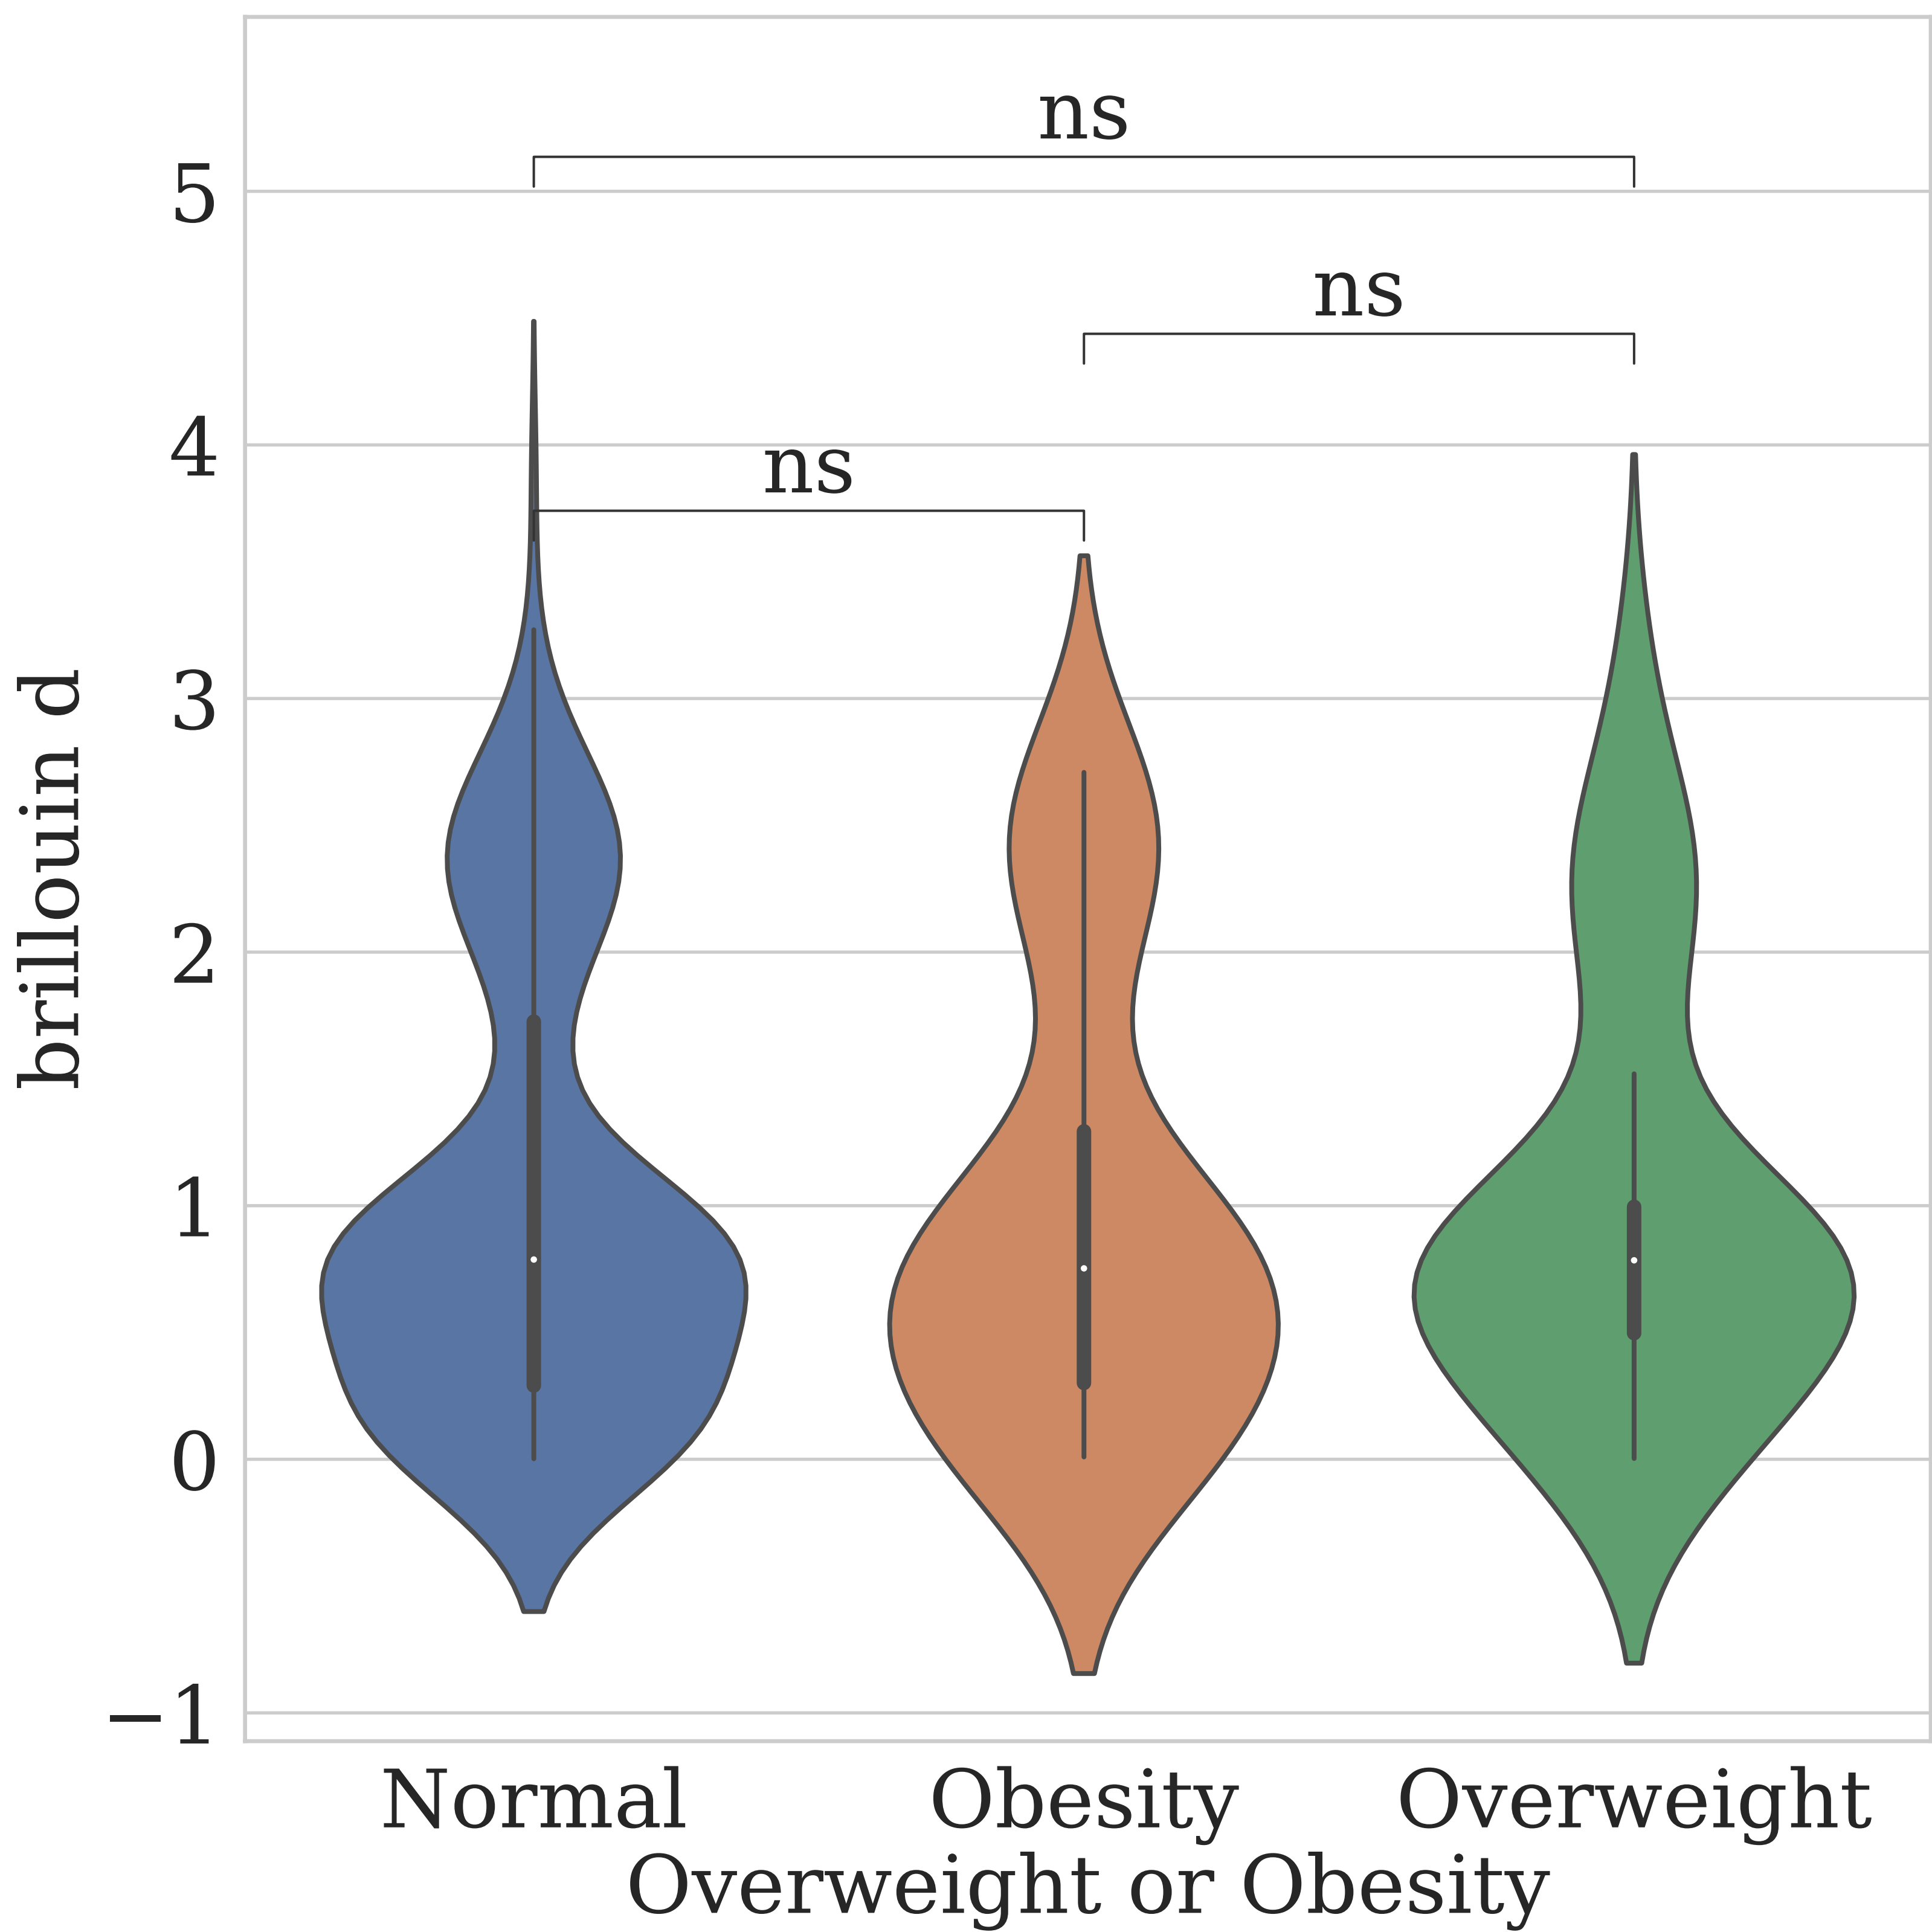 ns
5
ns
4
ns
3
brillouin d
2
1
0
−1
Normal Obesity Overweight
Overweight or Obesity